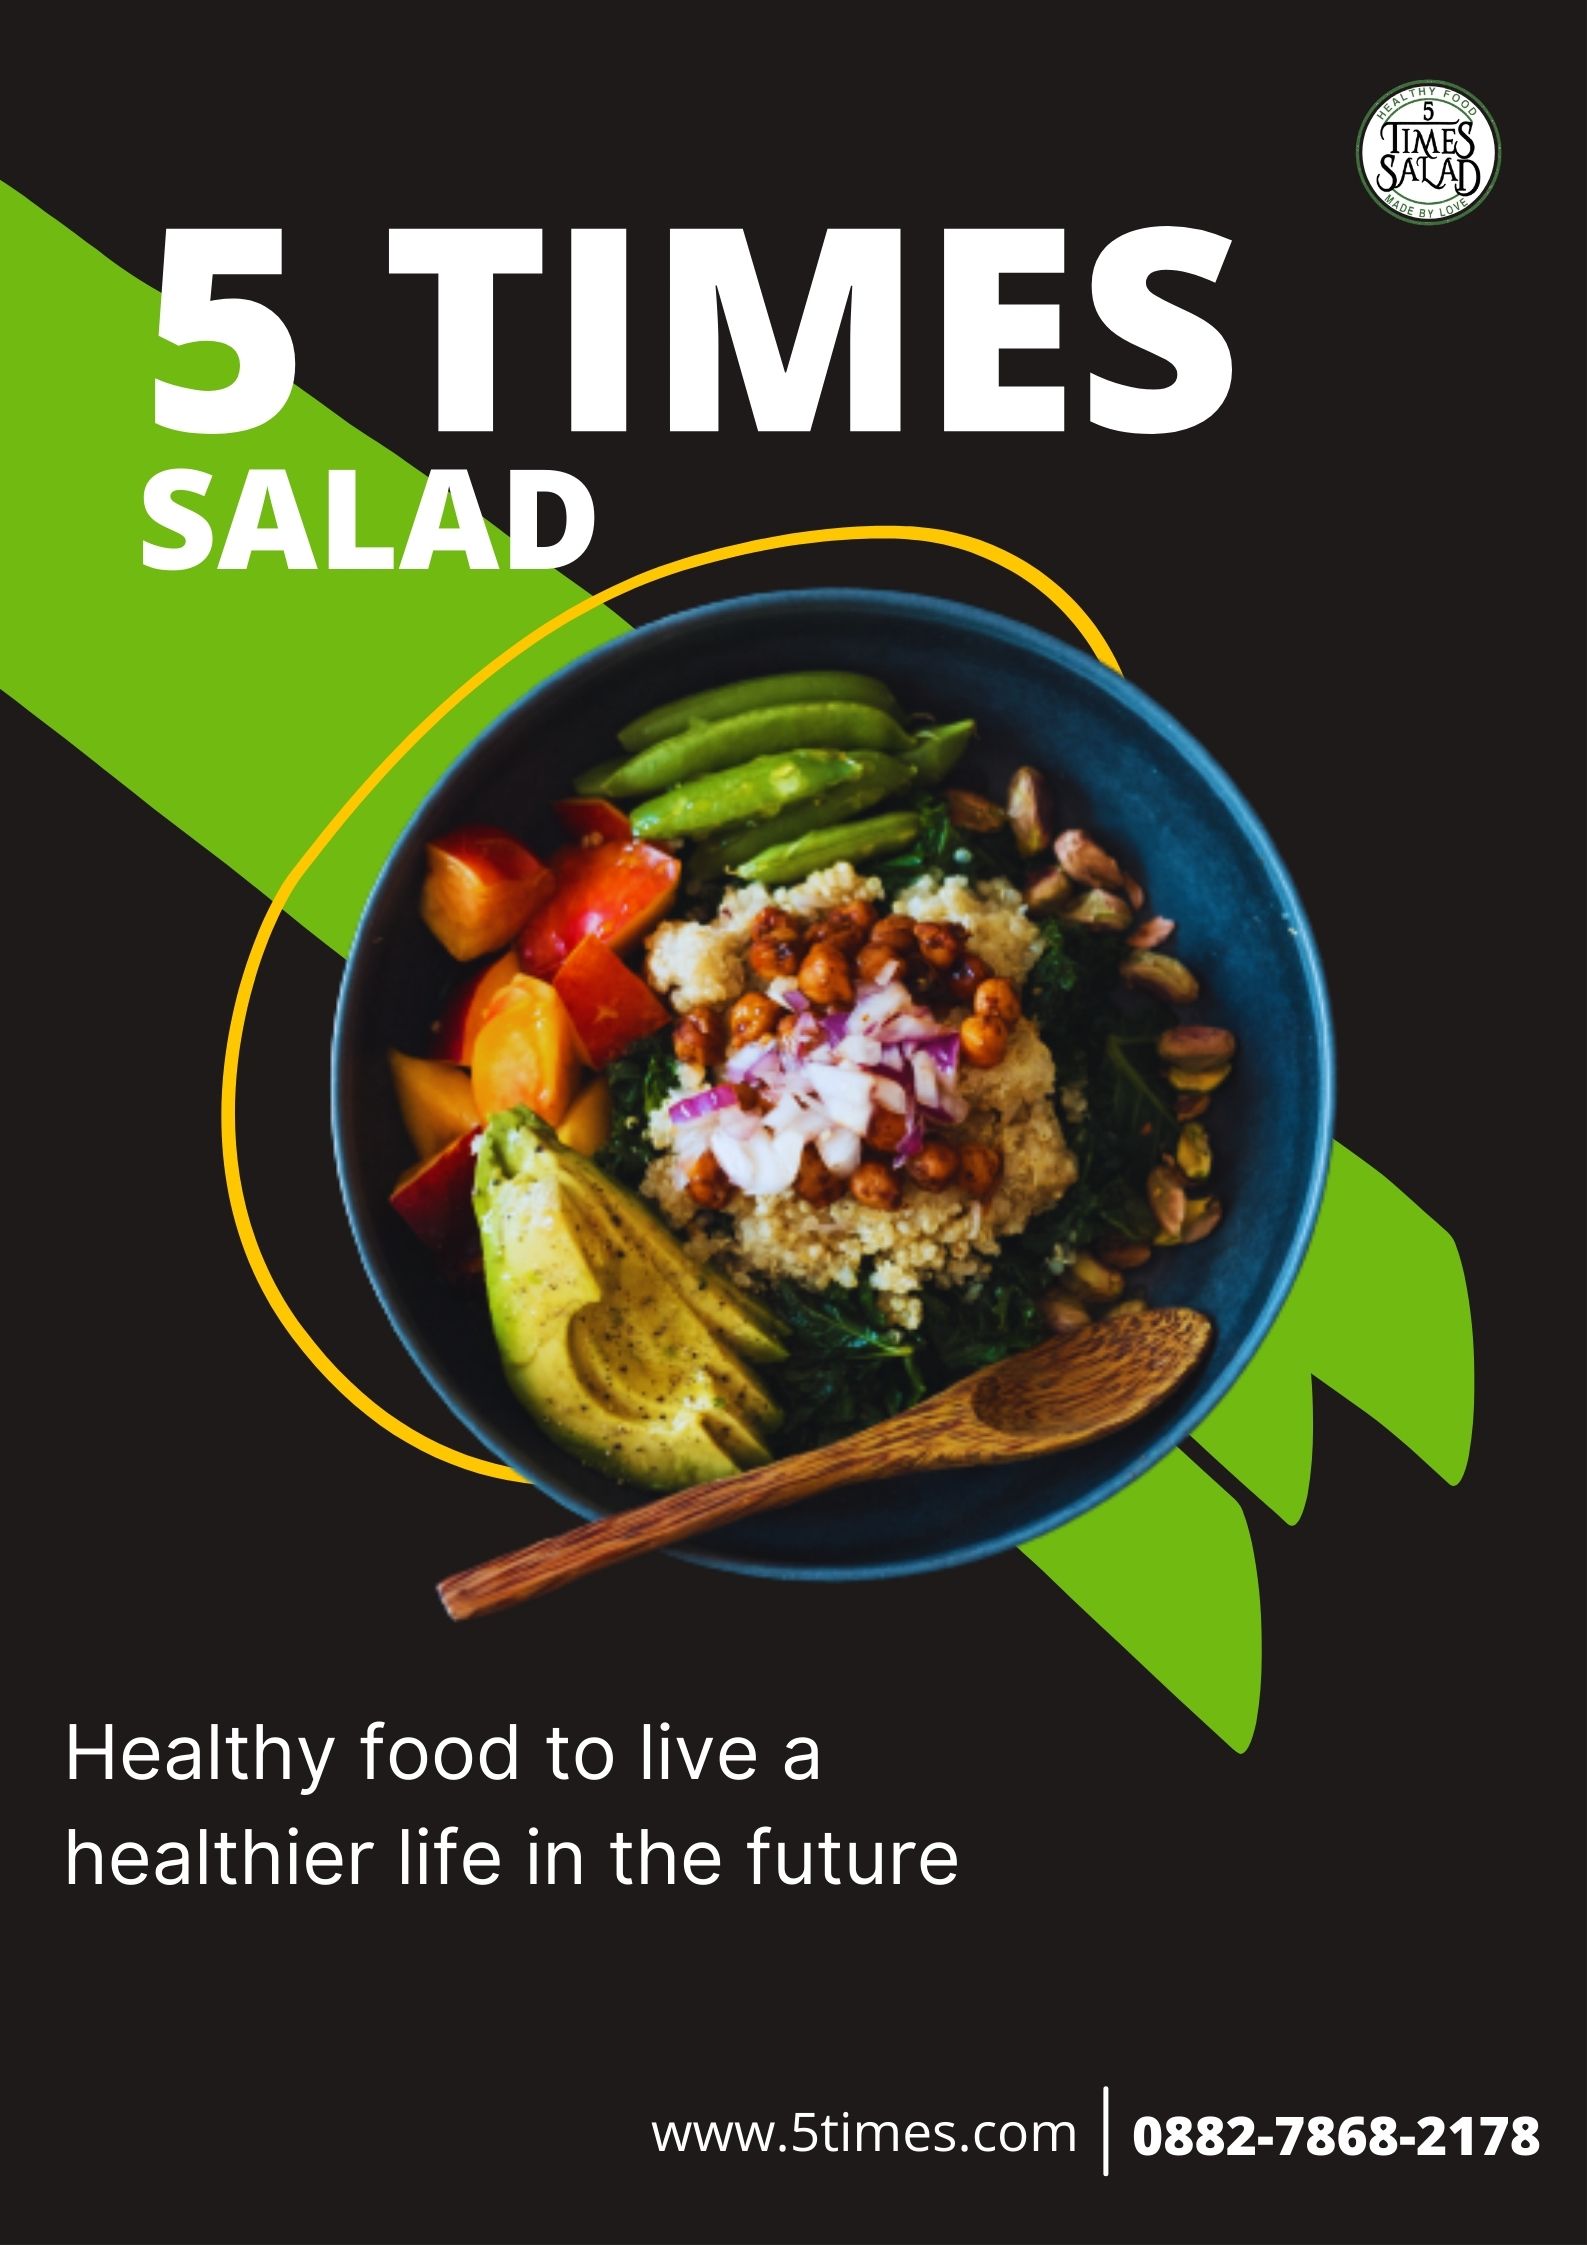 HEALTHY FOOD
5
TIMES
SALAD
MADE BY LOVE
5 TIMES
SALAD
Healthy food to live a
healthier life in the future
www.5times.com
0882-7868-2178